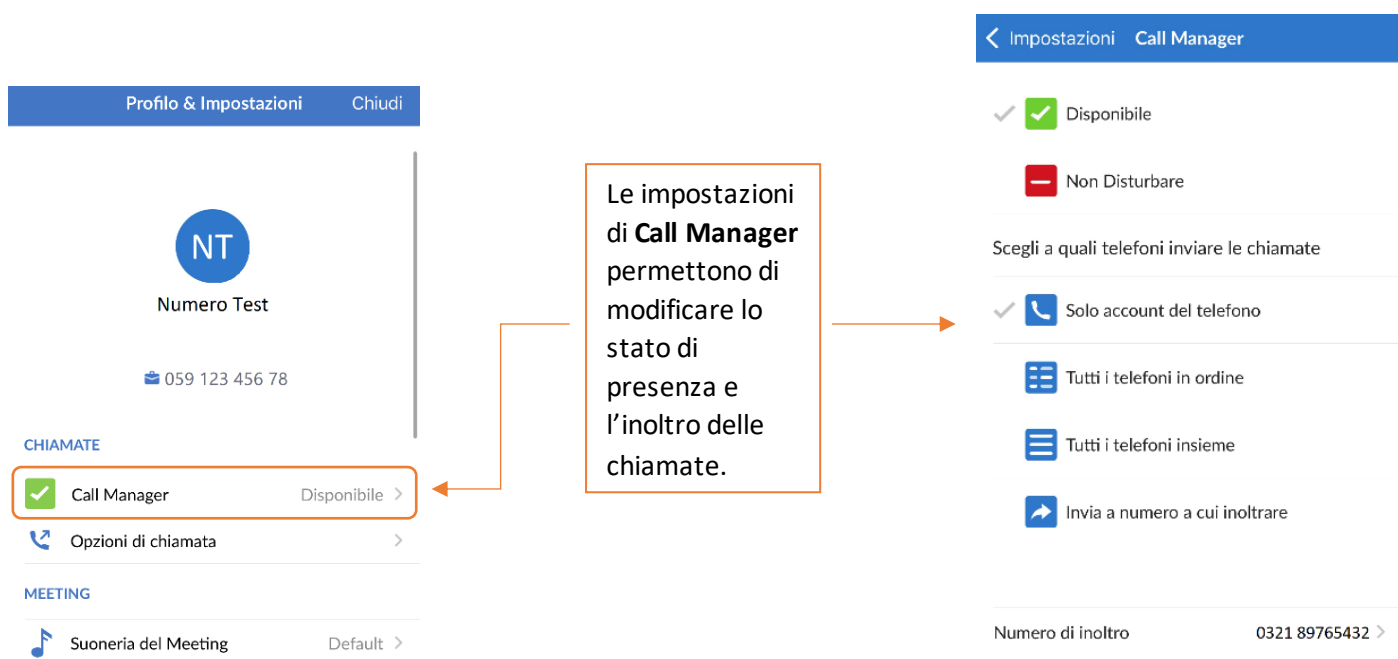 Profilo & Impostazioni Chiudi
NT
Numero Test
059 123 456 78
CHIAMATE
Call Manager Disponibile
Opzioni di chiamata
MEETING
Suoneria del Meeting Default
Le impostazioni
di Call Manager
permettono di
modificare lo
stato di
presenza e
l’inoltro delle
chiamate.
Impostazioni Call Manager
Disponibile
Non Disturbare
Scegli a quali telefoni inviare le chiamate
Solo account del telefono
Tutti i telefoni in ordine
Tutti i telefoni insieme
Invia a numero a cui inoltrare
Numero di inoltro 0321 89765432